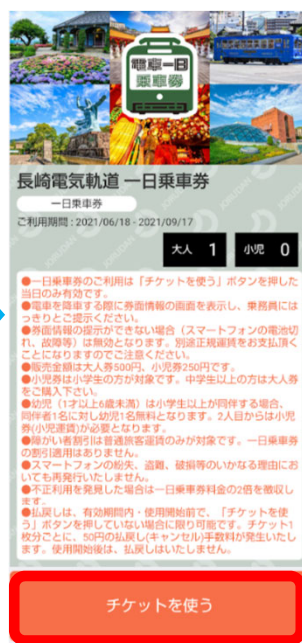 電車一日
乗車券
長崎電気軌道 一日乗車券
一日乗車券
ご利用期間 : 2021/06/18 - 2021/09/17
大人 1 小児 0
●一日乗車券のご利用は「チケットを使う」ボタンを押した
当日のみ有効です。
●電車を降車する際に券面情報の画面を表示し、乗務員には
っきりとご提示ください。
●券面情報の提示ができない場合（スマートフォンの電池切
れ、故障等）は無効となります。別途正規運賃をお支払頂く
ことになりますのでご注意ください。
●販売金額は大人券500円、小児券250円です。
●小児券は小学生の方が対象です。中学生以上の方は大人券
をご購入下さい。
●幼児（1才以上6歳未満）は小学生以上が同伴する場合、
同伴者1名に対し幼児1名無料となります。2人目からは小児
券(小児運賃)が必要となります。
●障がい者割引は普通旅客運賃のみが対象です。一日乗車券
の割引適用はありません。
●スマートフォンの紛失、盗難、破損等のいかなる理由にお
いても再発行いたしません。
●不正利用を発見した場合は一日乗車券料金の2倍を徴収し
ます。
●払戻しは、有効期間内・使用開始前で、「チケットを使
う」ボタンを押していない場合に限り可能です。チケット1
枚分ごとに、50円の払戻し(キャンセル)手数料が発生いたし
ます。使用開始後は、払戻しはいたしません。
チケットを使う